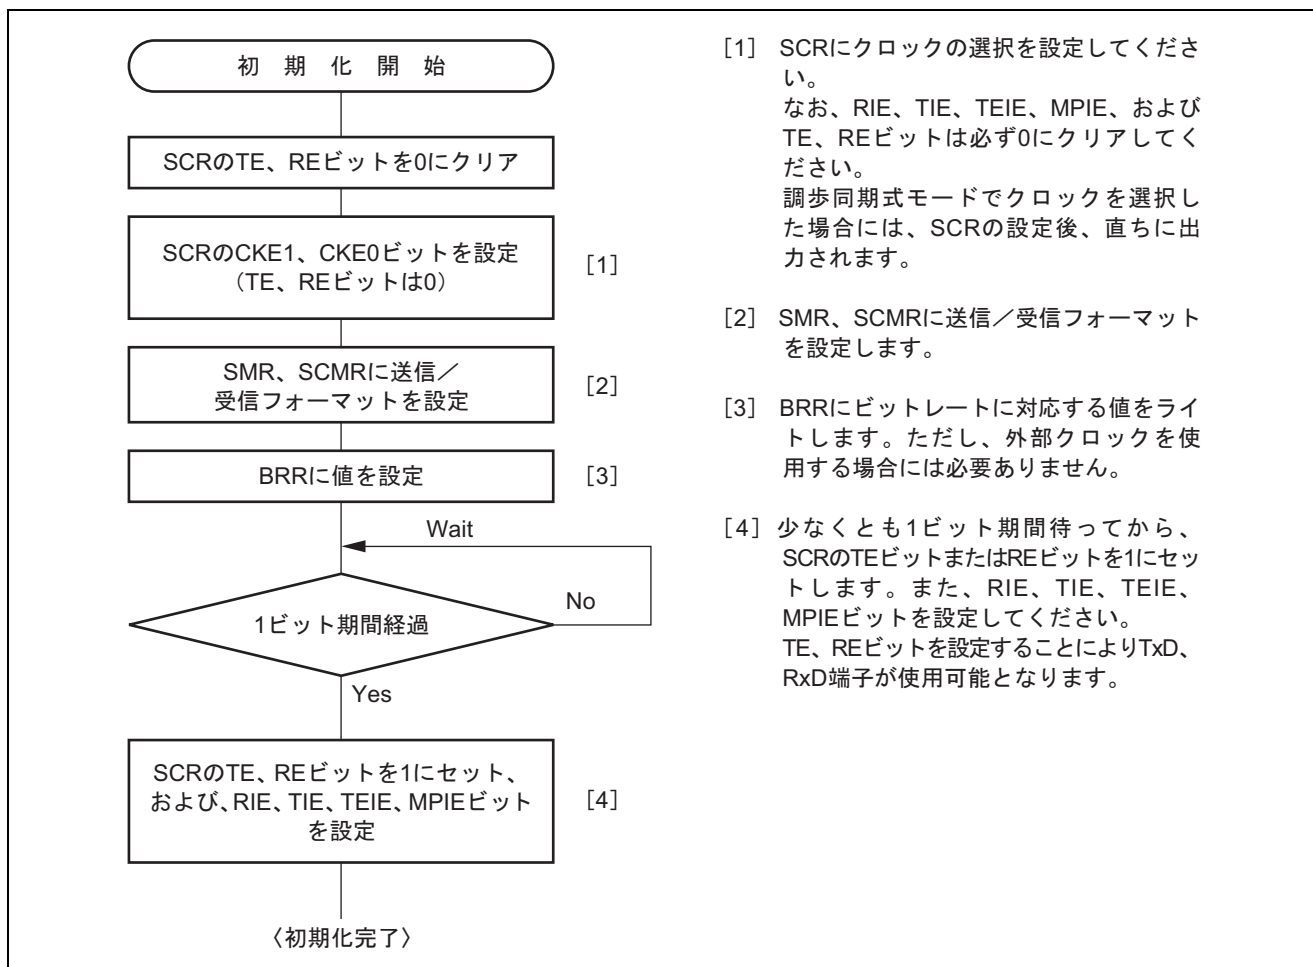 初期化開始
SCRのTE、REビットを0にクリア
SCRのCKE1、CKE0ビットを設定
（TE、REビットは0）
[1]
SMR、SCMRに送信／
受信フォーマットを設定
[2]
BRRに値を設定
[3]
Wait
1ビット期間経過
No
Yes
SCRのTE、REビットを1にセット、
および、RIE、TIE、TEIE、MPIEビット
を設定
[4]
〈初期化完了〉
[1] SCRにクロックの選択を設定してくださ
い。
なお、RIE、TIE、TEIE、MPIE、および
TE、REビットは必ず0にクリアしてく
ださい。
調歩同期式モードでクロックを選択し
た場合には、SCRの設定後、直ちに出
力されます。
[2] SMR、SCMRに送信／受信フォーマット
を設定します。
[3] BRRにビットレートに対応する値をライ
トします。ただし、外部クロックを使
用する場合には必要ありません。
[4] 少なくとも1ビット期間待ってから、
SCRのTEビットまたはREビットを1にセッ
トします。また、RIE、TIE、TEIE、
MPIEビットを設定してください。
TE、REビットを設定することによりTxD、
RxD端子が使用可能となります。